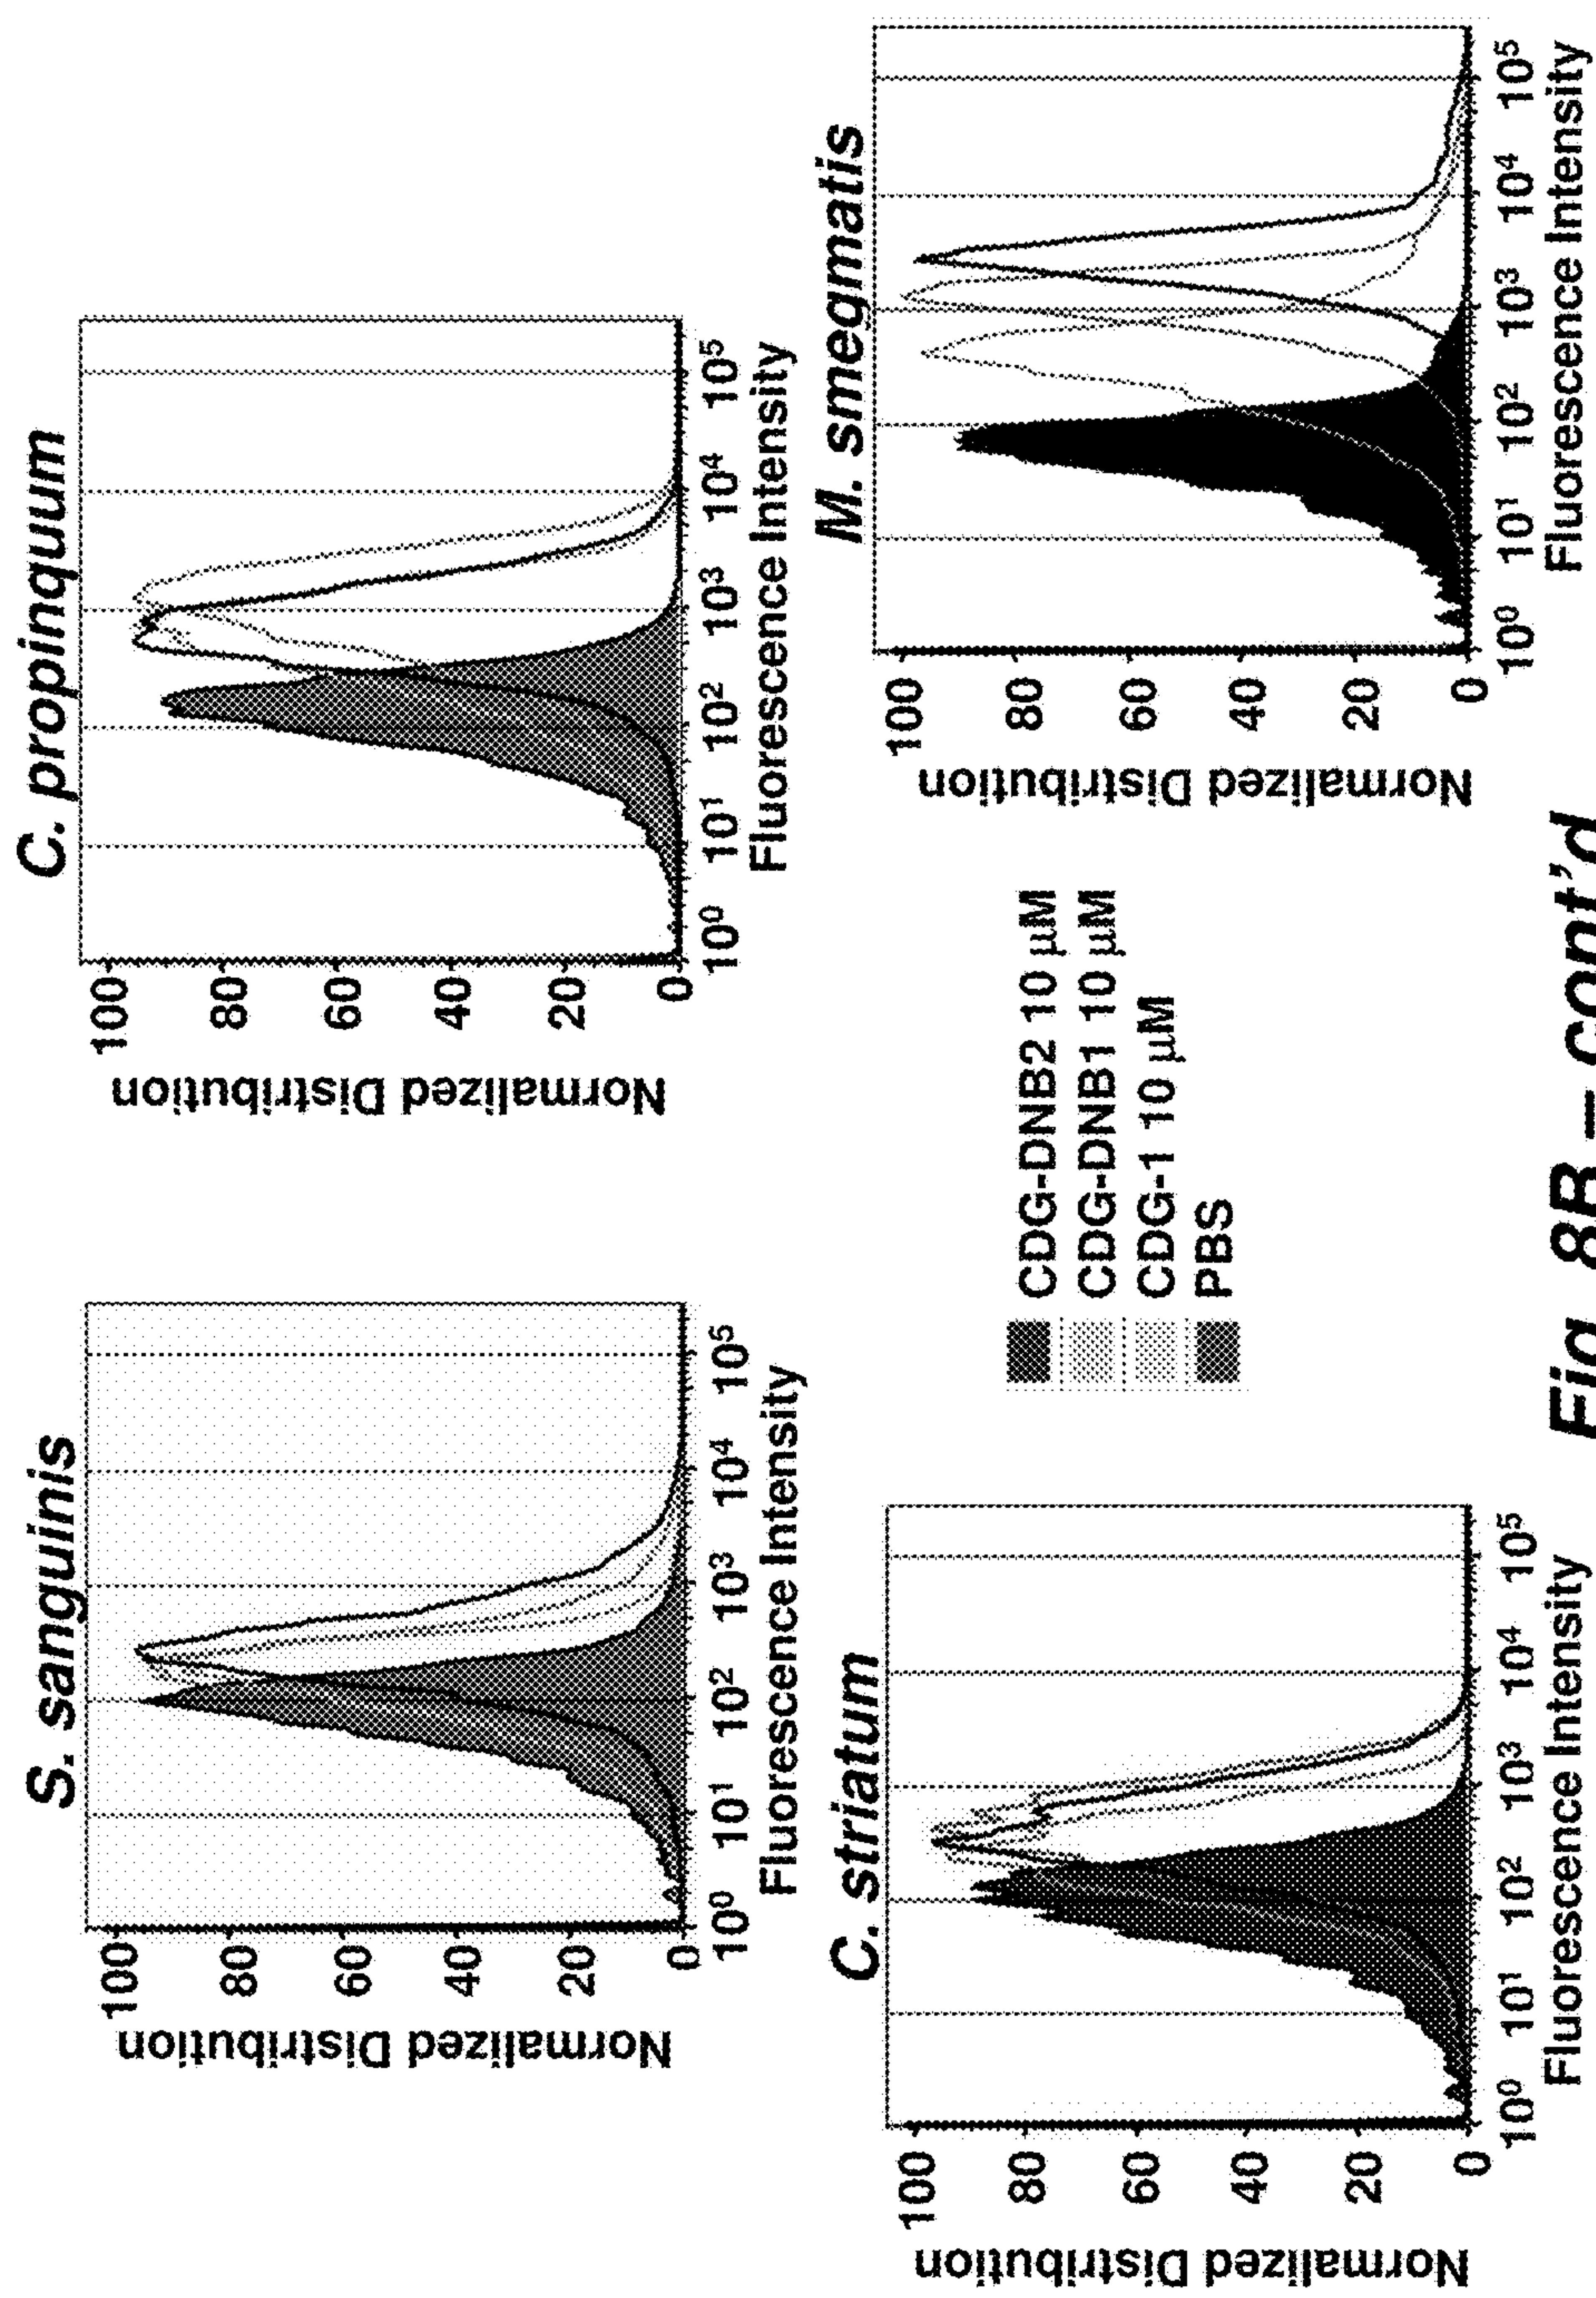 S. sanguinis
Normalized Distribution
100
80
60
40
20
0
10⁰ 10¹ 10² 10³ 10⁴ 10⁵
Fluorescence Intensity
C. propinquum
Normalized Distribution
100
80
60
40
20
0
10⁰ 10¹ 10² 10³ 10⁴ 10⁵
Fluorescence Intensity
C. striatum
Normalized Distribution
100
80
60
40
20
0
10⁰ 10¹ 10² 10³ 10⁴ 10⁵
Fluorescence Intensity
CDG-DNB2 10 µM
CDG-DNB1 10 µM
CDG-1 10 µM
PBS
M. smegmatis
Normalized Distribution
100
80
60
40
20
0
10⁰ 10¹ 10² 10³ 10⁴ 10⁵
Fluorescence Intensity
Fig. 8B – cont'd